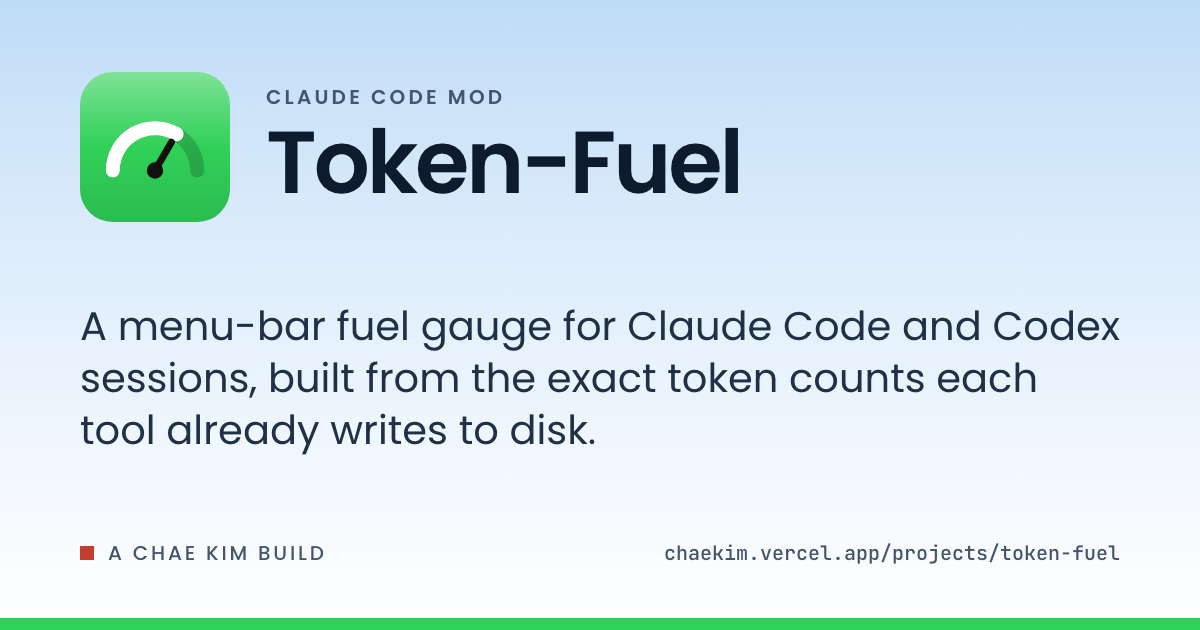 CLAUDE CODE MOD
Token-Fuel
A menu-bar fuel gauge for Claude Code and Codex
sessions, built from the exact token counts each
tool already writes to disk.
A CHAE KIM BUILD
chaekim.vercel.app/projects/token-fuel